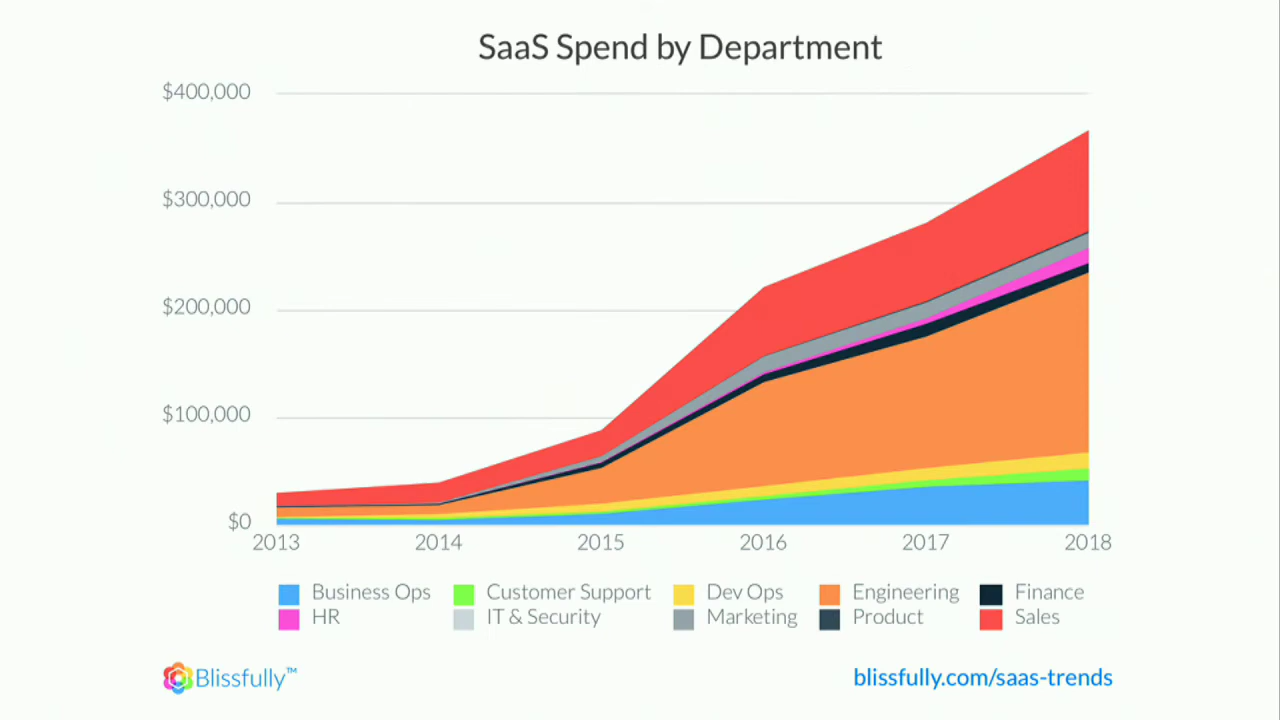 SaaS Spend by Department
$400,000
$300,000
$200,000
$100,000
$0
2013 2014 2015 2016 2017 2018
Business Ops Customer Support Dev Ops Engineering Finance
HR IT & Security Marketing Product Sales
Blissfully™ blissfully.com/saas-trends